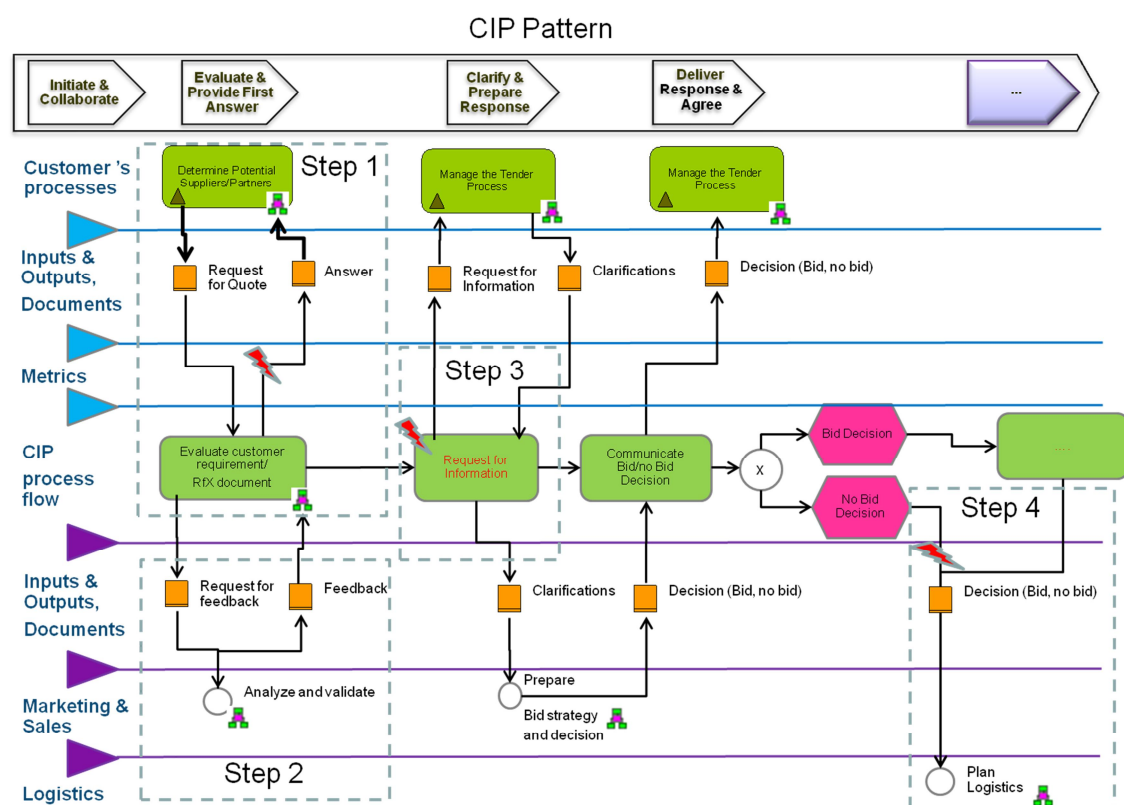 CIP Pattern
Initiate &
Collaborate
Evaluate &
Provide First
Answer
Clarify &
Prepare
Response
Deliver
Response &
Agree
...
Customer 's
processes
Determine Potential
Suppliers/Partners
Step 1
Manage the Tender
Process
Manage the Tender
Process
Inputs &
Outputs,
Documents
Request
for Quote
Answer
Request for
Information
Clarifications
Decision (Bid, no bid)
Metrics
Step 3
CIP
process
flow
Evaluate customer
requirement/
RfX document
Request for
Information
Communicate
Bid/no Bid
Decision
X
Bid Decision
No Bid
Decision
.....
Step 4
Inputs &
Outputs,
Documents
Request for
feedback
Feedback
Clarifications
Decision (Bid, no bid)
Decision (Bid, no bid)
Marketing &
Sales
Analyze and validate
Prepare
Bid strategy
and decision
Step 2
Logistics
Plan
Logistics